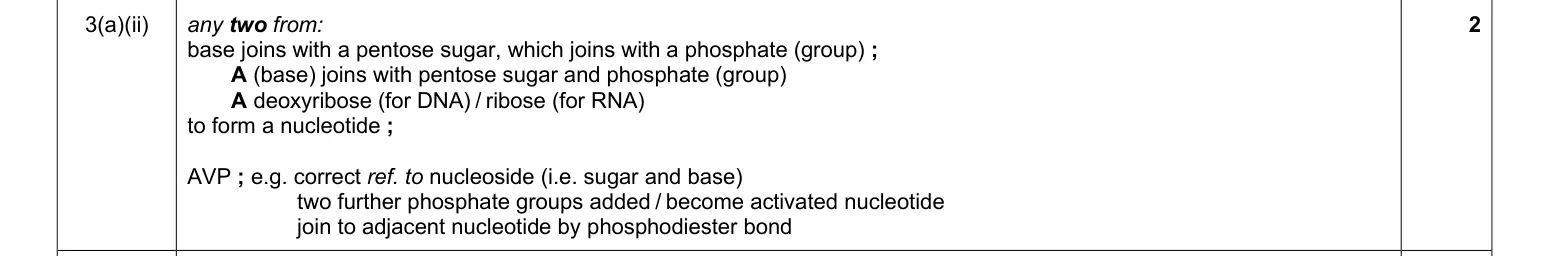 3(a)(ii) any two from: 2
base joins with a pentose sugar, which joins with a phosphate (group) ;
A (base) joins with pentose sugar and phosphate (group)
A deoxyribose (for DNA) / ribose (for RNA)
to form a nucleotide ;
AVP ; e.g. correct ref. to nucleoside (i.e. sugar and base)
two further phosphate groups added / become activated nucleotide
join to adjacent nucleotide by phosphodiester bond